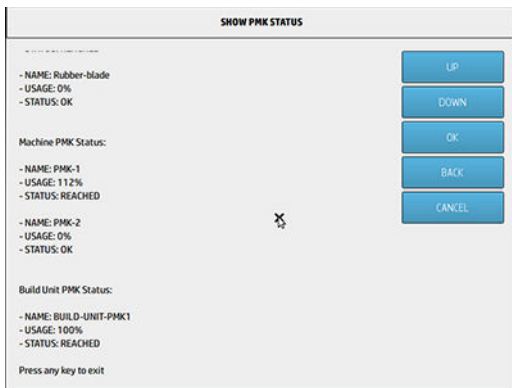 SHOW PMK STATUS
- NAME: Rubber-blade
- USAGE: 0%
- STATUS: OK
Machine PMK Status:
- NAME: PMK-1
- USAGE: 112%
- STATUS: REACHED
- NAME: PMK-2
- USAGE: 0%
- STATUS: OK
Build Unit PMK Status:
- NAME: BUILD-UNIT-PMK1
- USAGE: 100%
- STATUS: REACHED
Press any key to exit
UP
DOWN
OK
BACK
CANCEL